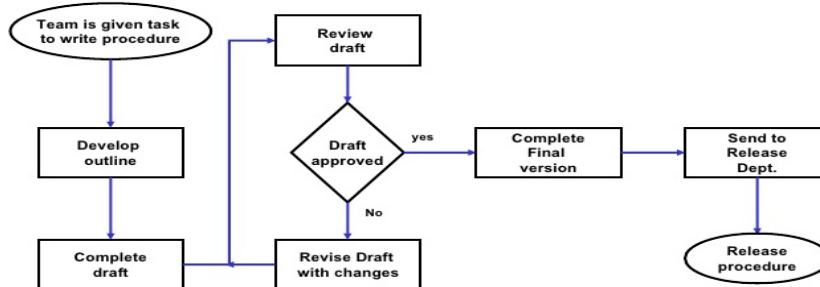 Team is given task
to write procedure
Develop
outline
Complete
draft
Review
draft
Draft
approved
yes
No
Revise Draft
with changes
Complete
Final
version
Send to
Release
Dept.
Release
procedure